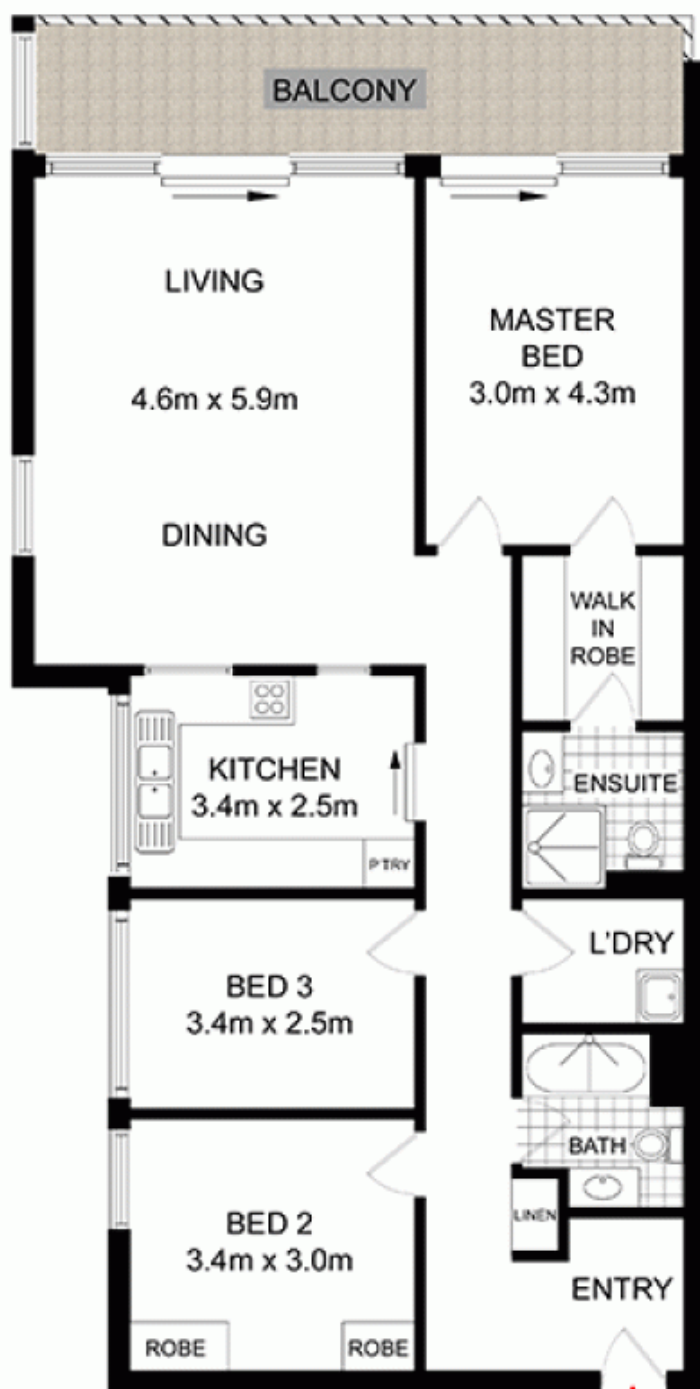 BALCONY
LIVING
4.6m x 5.9m
DINING
MASTER
BED
3.0m x 4.3m
WALK
IN
ROBE
KITCHEN
3.4m x 2.5m
P'TRY
ENSUITE
L'DRY
BED 3
3.4m x 2.5m
BATH
LINEN
BED 2
3.4m x 3.0m
ROBE
ROBE
ENTRY